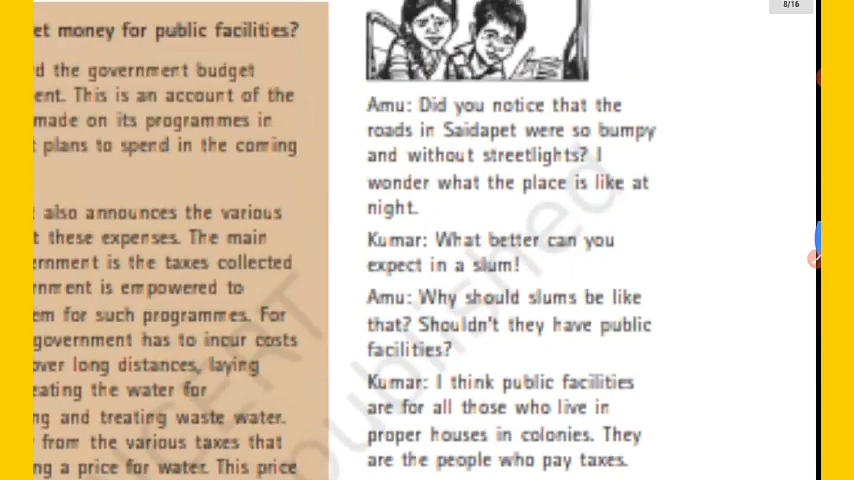 8/16
et money for public facilities?
d the government budget
ent. This is an account of the
made on its programmes in
t plans to spend in the coming
also announces the various
t these expenses. The main
ernment is the taxes collected
rnment is empowered to
em for such programmes. For
government has to incur costs
over long distances, laying
eating the water for
ng and treating waste water.
from the various taxes that
ng a price for water. This price
Amu: Did you notice that the
roads in Saidapet were so bumpy
and without streetlights? I
wonder what the place is like at
night.
Kumar: What better can you
expect in a slum!
Amu: Why should slums be like
that? Shouldn't they have public
facilities?
Kumar: I think public facilities
are for all those who live in
proper houses in colonies. They
are the people who pay taxes.
NCERT
published